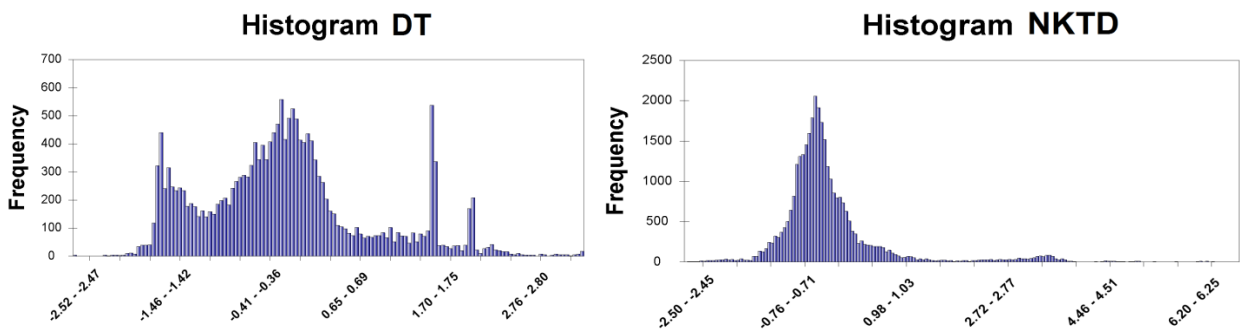 Histogram DT
Frequency
700
600
500
400
300
200
100
0
-2.52 - -2.47
-1.46 - -1.42
-0.41 - -0.36
0.65 - 0.69
1.70 - 1.75
2.76 - 2.80
Histogram NKTD
Frequency
2500
2000
1500
1000
500
0
-2.50 - -2.45
-0.76 - -0.71
0.98 - 1.03
2.72 - 2.77
4.46 - 4.51
6.20 - 6.25